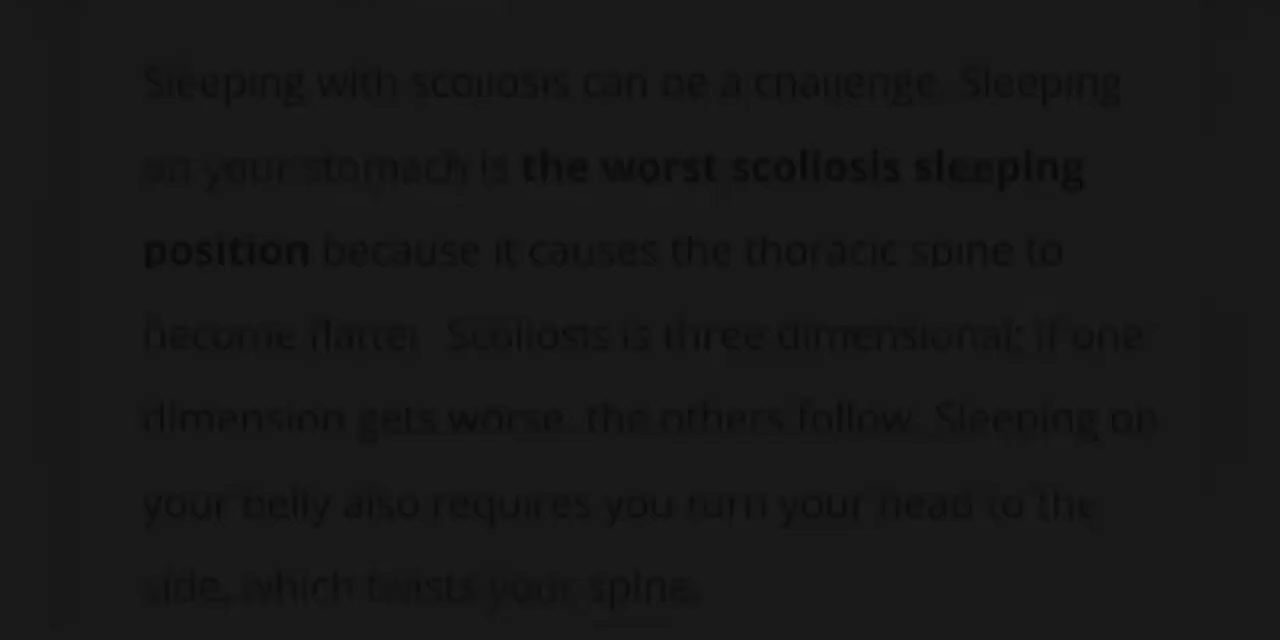 Sleeping with scoliosis can be a challenge. Sleeping
on your stomach is the worst scoliosis sleeping
position because it causes the thoracic spine to
become flatter. Scoliosis is three dimensional; if one
dimension gets worse, the others follow. Sleeping on
your belly also requires you turn your head to the
side, which twists your spine.